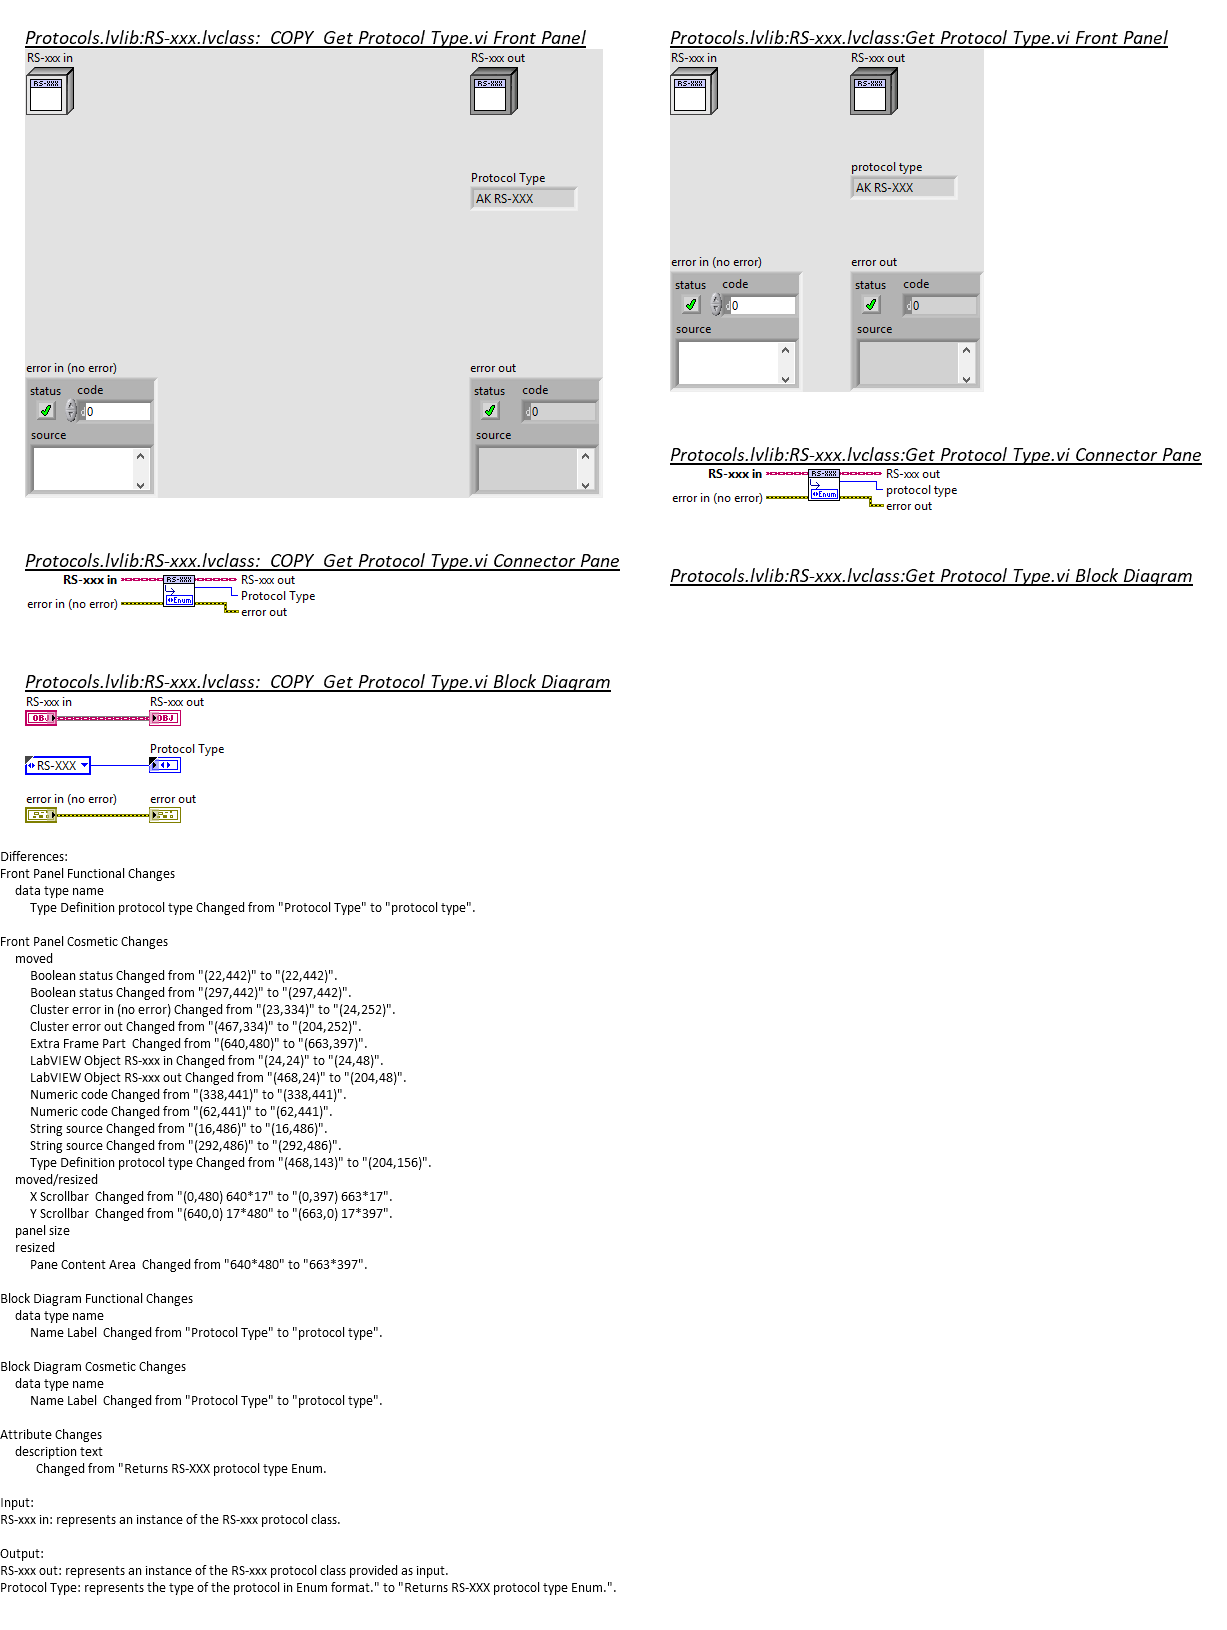 Protocols.lvlib:RS-xxx.lvclass:_COPY_Get Protocol Type.vi Front Panel
RS-xxx in
RS-xxx out
RS-XXX
RS-XXX
Protocol Type
AK RS-XXX
error in (no error)
error out
status code
status code
d0
d0
source
source
Protocols.lvlib:RS-xxx.lvclass:_COPY_Get Protocol Type.vi Connector Pane
RS-xxx in
RS-XXX
RS-xxx out
Protocol Type
error in (no error)
Enum
error out
Protocols.lvlib:RS-xxx.lvclass:_COPY_Get Protocol Type.vi Block Diagram
RS-xxx in
RS-xxx out
OBJ
OBJ
Protocol Type
RS-XXX
error in (no error)
error out
Protocols.lvlib:RS-xxx.lvclass:Get Protocol Type.vi Front Panel
RS-xxx in
RS-xxx out
RS-XXX
RS-XXX
protocol type
AK RS-XXX
error in (no error)
error out
status code
status code
d0
d0
source
source
Protocols.lvlib:RS-xxx.lvclass:Get Protocol Type.vi Connector Pane
RS-xxx in
RS-XXX
RS-xxx out
protocol type
error in (no error)
Enum
error out
Protocols.lvlib:RS-xxx.lvclass:Get Protocol Type.vi Block Diagram
Differences:
Front Panel Functional Changes
data type name
Type Definition protocol type Changed from "Protocol Type" to "protocol type".
Front Panel Cosmetic Changes
moved
Boolean status Changed from "(22,442)" to "(22,442)".
Boolean status Changed from "(297,442)" to "(297,442)".
Cluster error in (no error) Changed from "(23,334)" to "(24,252)".
Cluster error out Changed from "(467,334)" to "(204,252)".
Extra Frame Part  Changed from "(640,480)" to "(663,397)".
LabVIEW Object RS-xxx in Changed from "(24,24)" to "(24,48)".
LabVIEW Object RS-xxx out Changed from "(468,24)" to "(204,48)".
Numeric code Changed from "(338,441)" to "(338,441)".
Numeric code Changed from "(62,441)" to "(62,441)".
String source Changed from "(16,486)" to "(16,486)".
String source Changed from "(292,486)" to "(292,486)".
Type Definition protocol type Changed from "(468,143)" to "(204,156)".
moved/resized
X Scrollbar  Changed from "(0,480) 640*17" to "(0,397) 663*17".
Y Scrollbar  Changed from "(640,0) 17*480" to "(663,0) 17*397".
panel size
resized
Pane Content Area  Changed from "640*480" to "663*397".
Block Diagram Functional Changes
data type name
Name Label  Changed from "Protocol Type" to "protocol type".
Block Diagram Cosmetic Changes
data type name
Name Label  Changed from "Protocol Type" to "protocol type".
Attribute Changes
description text
Changed from "Returns RS-XXX protocol type Enum.
Input:
RS-xxx in: represents an instance of the RS-xxx protocol class.
Output:
RS-xxx out: represents an instance of the RS-xxx protocol class provided as input.
Protocol Type: represents the type of the protocol in Enum format." to "Returns RS-XXX protocol type Enum.".